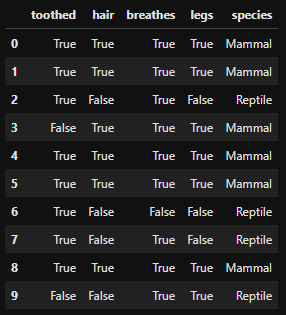 toothed hair breathes legs species
0 True True True True Mammal
1 True True True True Mammal
2 True False True False Reptile
3 False True True True Mammal
4 True True True True Mammal
5 True True True True Mammal
6 True False False False Reptile
7 True False True False Reptile
8 True True True True Mammal
9 False False True True Reptile